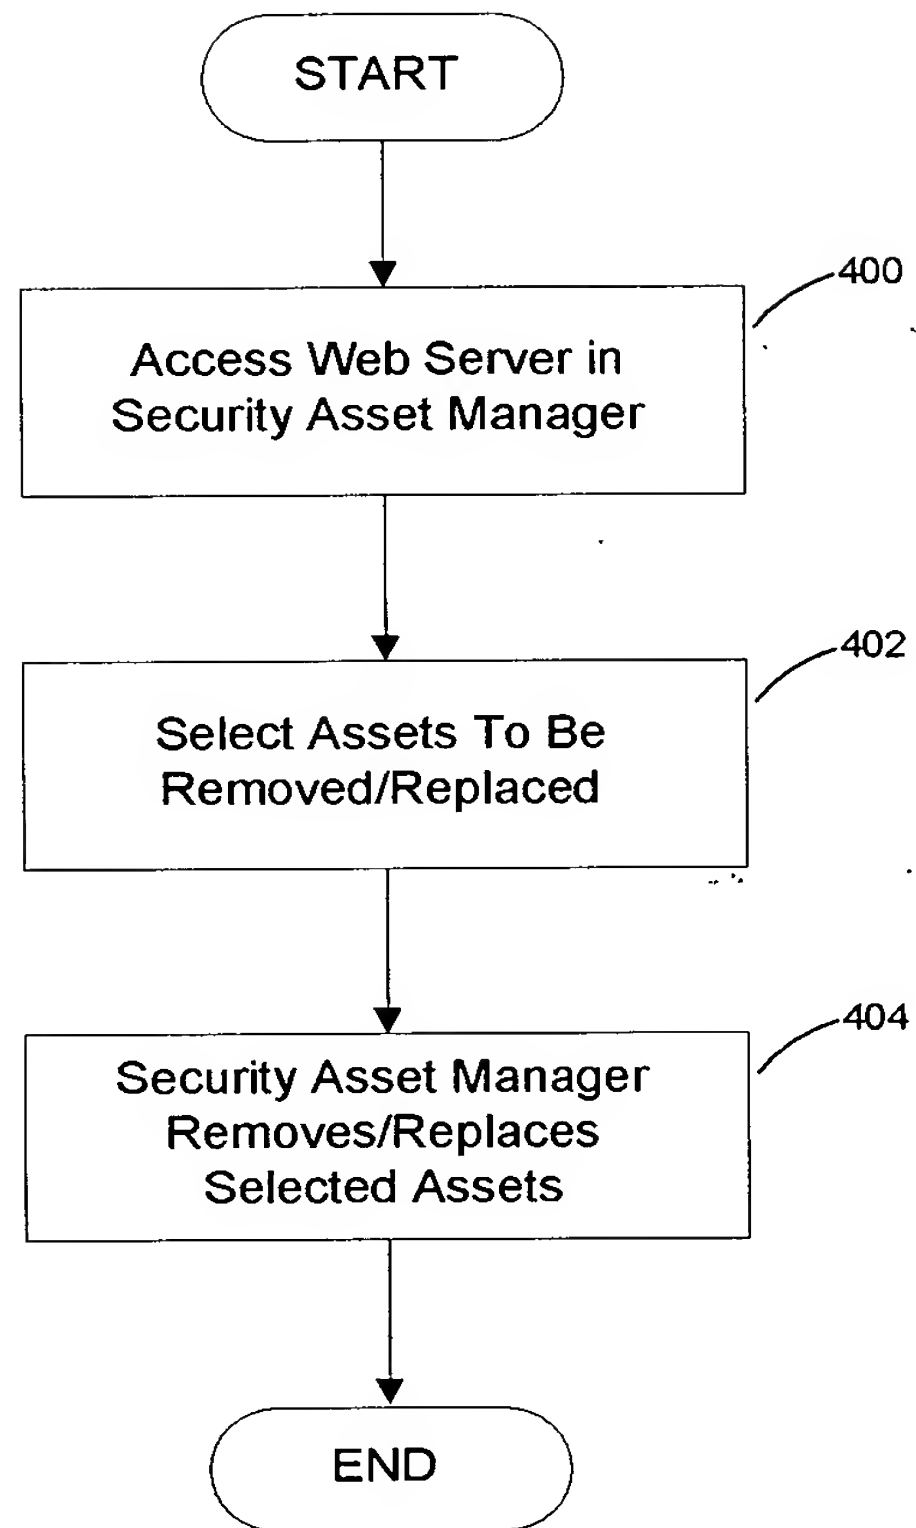 START
400
Access Web Server in
Security Asset Manager
402
Select Assets To Be
Removed/Replaced
404
Security Asset Manager
Removes/Replaces
Selected Assets
END